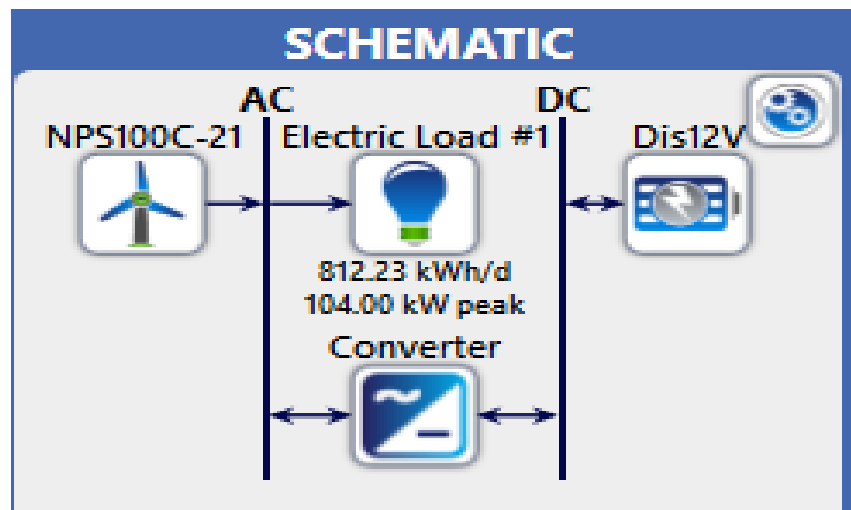 SCHEMATIC
AC DC
NPS100C-21 Electric Load #1 Dis12V
812.23 kWh/d
104.00 kW peak
Converter